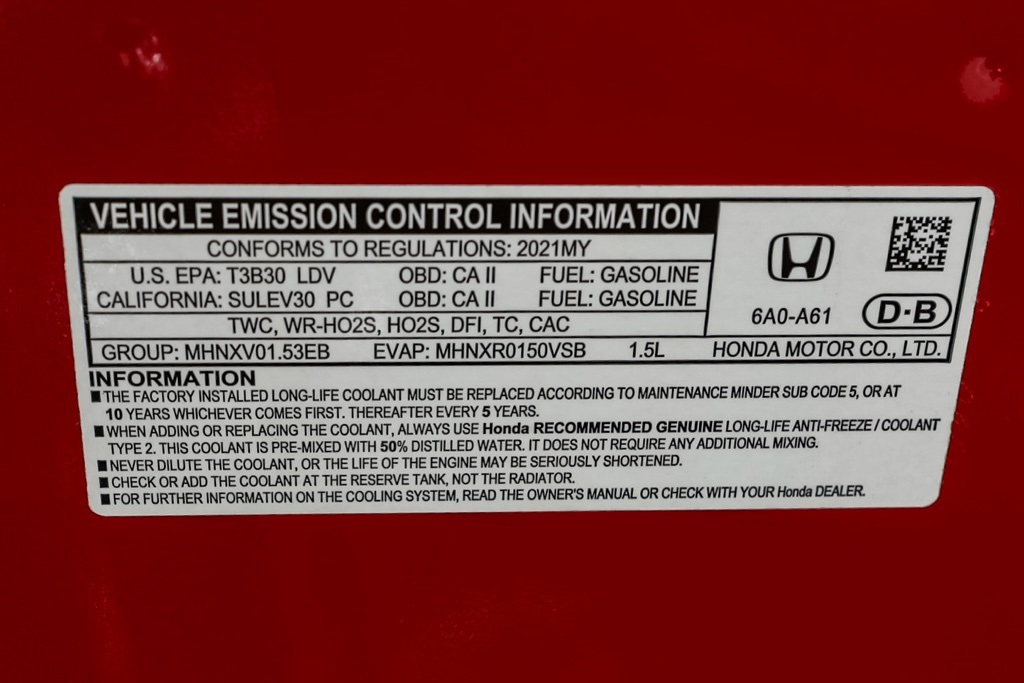 VEHICLE EMISSION CONTROL INFORMATION
CONFORMS TO REGULATIONS: 2021MY
U.S. EPA: T3B30 LDV OBD: CA II FUEL: GASOLINE
CALIFORNIA: SULEV30 PC OBD: CA II FUEL: GASOLINE
TWC, WR-HO2S, HO2S, DFI, TC, CAC
6A0-A61 D·B
GROUP: MHNXV01.53EB EVAP: MHNXR0150VSB 1.5L HONDA MOTOR CO., LTD.
INFORMATION
■ THE FACTORY INSTALLED LONG-LIFE COOLANT MUST BE REPLACED ACCORDING TO MAINTENANCE MINDER SUB CODE 5, OR AT
10 YEARS WHICHEVER COMES FIRST. THEREAFTER EVERY 5 YEARS.
■ WHEN ADDING OR REPLACING THE COOLANT, ALWAYS USE Honda RECOMMENDED GENUINE LONG-LIFE ANTI-FREEZE / COOLANT
TYPE 2. THIS COOLANT IS PRE-MIXED WITH 50% DISTILLED WATER. IT DOES NOT REQUIRE ANY ADDITIONAL MIXING.
■ NEVER DILUTE THE COOLANT, OR THE LIFE OF THE ENGINE MAY BE SERIOUSLY SHORTENED.
■ CHECK OR ADD THE COOLANT AT THE RESERVE TANK, NOT THE RADIATOR.
■ FOR FURTHER INFORMATION ON THE COOLING SYSTEM, READ THE OWNER'S MANUAL OR CHECK WITH YOUR Honda DEALER.